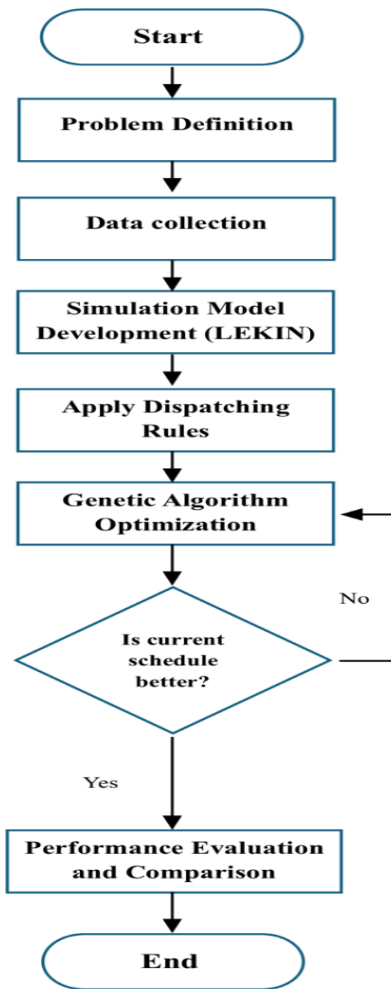 Start
Problem Definition
Data collection
Simulation Model
Development (LEKIN)
Apply Dispatching
Rules
Genetic Algorithm
Optimization
No
Is current
schedule
better?
Yes
Performance Evaluation
and Comparison
End